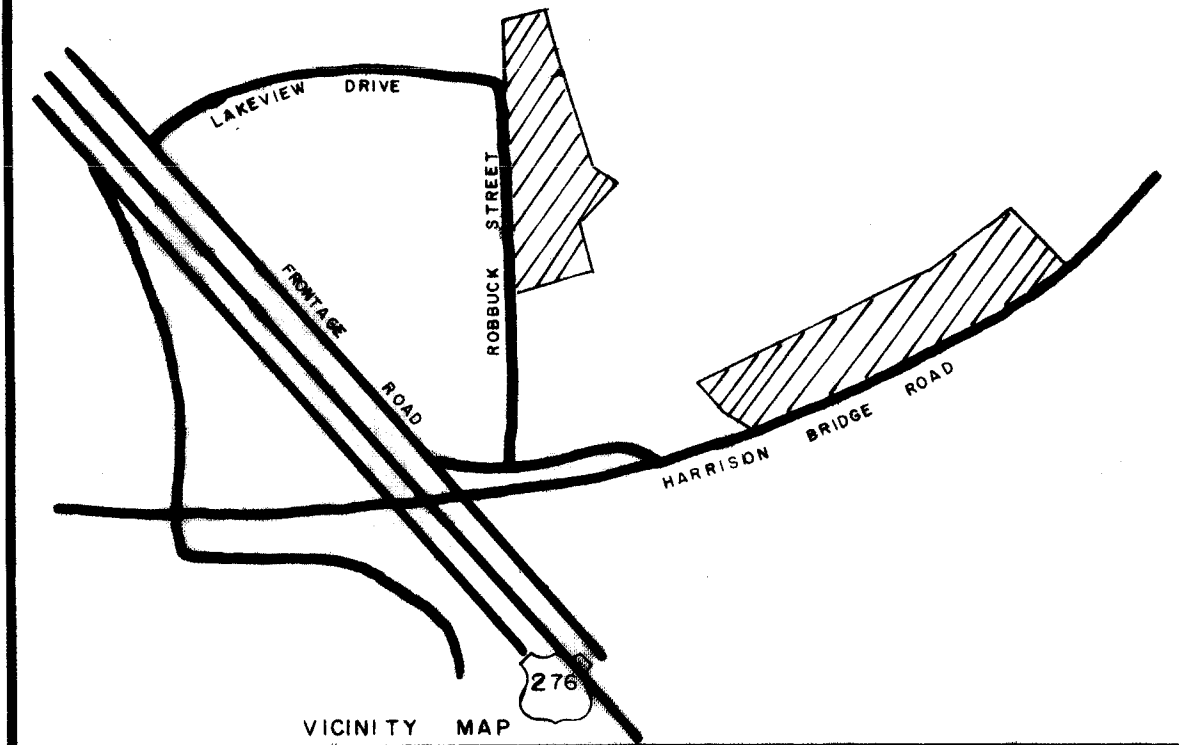 LAKEVIEW DRIVE
ROBBUCK STREET
FRONTAGE ROAD
HARRISON BRIDGE ROAD
276
VICINITY MAP